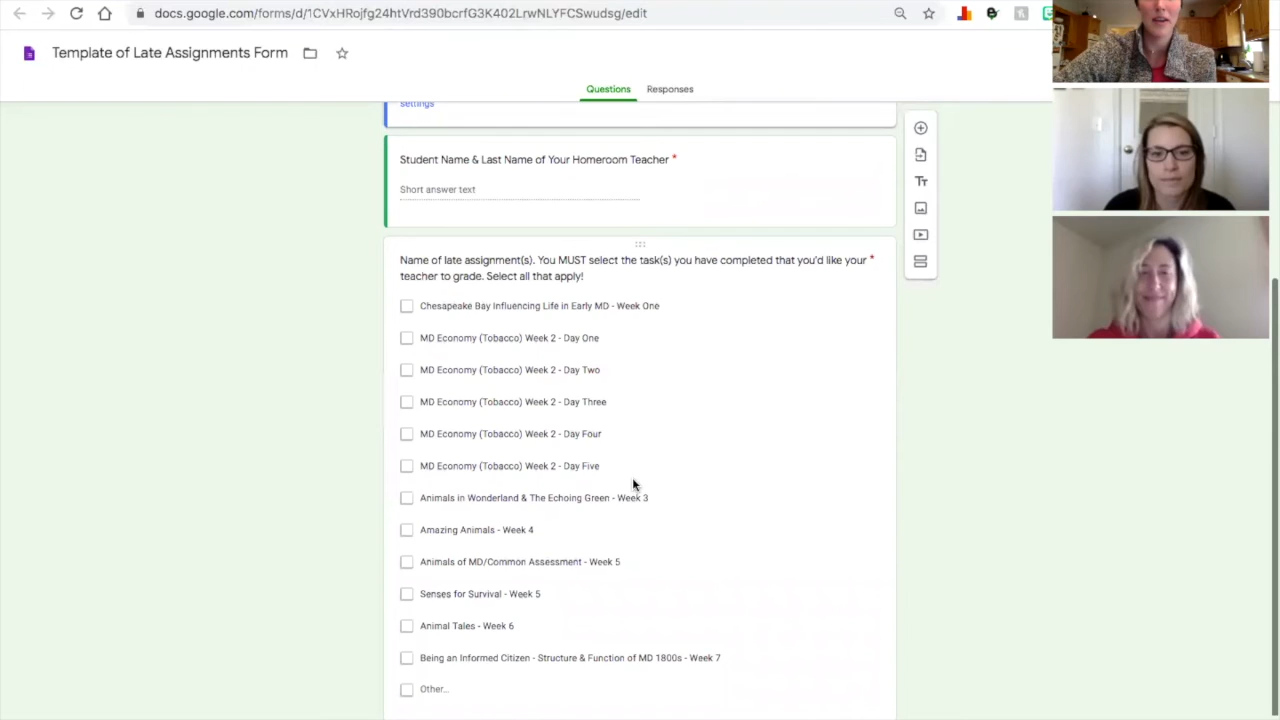 docs.google.com/forms/d/1CVxHRojfg24htVrd390bcrfG3K402LrwNLYFCSwudsg/edit
Template of Late Assignments Form
Questions Responses
settings
Student Name & Last Name of Your Homeroom Teacher *
Short answer text
Name of late assignment(s). You MUST select the task(s) you have completed that you'd like your *
teacher to grade. Select all that apply!
Chesapeake Bay Influencing Life in Early MD - Week One
MD Economy (Tobacco) Week 2 - Day One
MD Economy (Tobacco) Week 2 - Day Two
MD Economy (Tobacco) Week 2 - Day Three
MD Economy (Tobacco) Week 2 - Day Four
MD Economy (Tobacco) Week 2 - Day Five
Animals in Wonderland & The Echoing Green - Week 3
Amazing Animals - Week 4
Animals of MD/Common Assessment - Week 5
Senses for Survival - Week 5
Animal Tales - Week 6
Being an Informed Citizen - Structure & Function of MD 1800s - Week 7
Other...